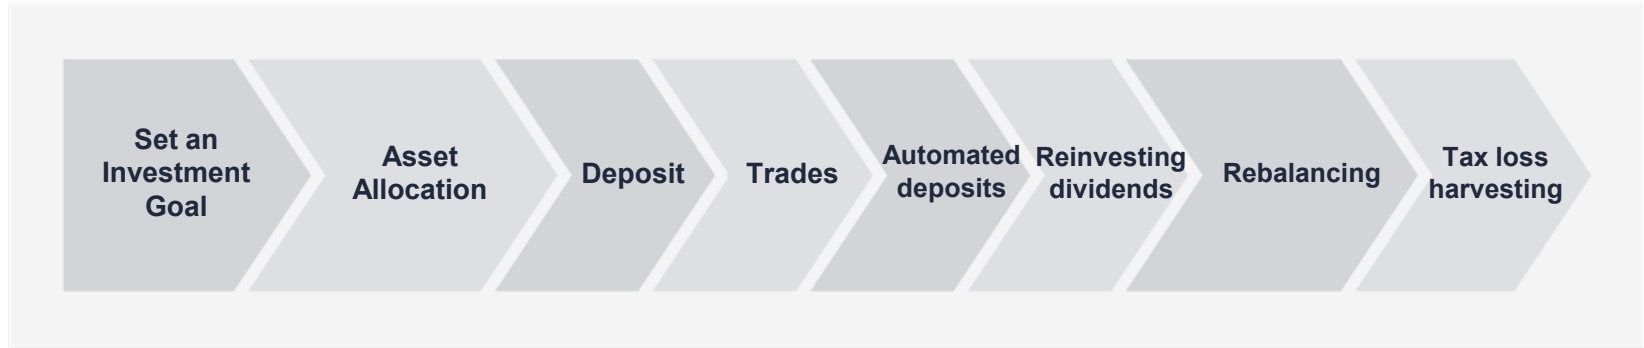 Set an
Investment
Goal
Asset
Allocation
Deposit
Trades
Automated
deposits
Reinvesting
dividends
Rebalancing
Tax loss
harvesting